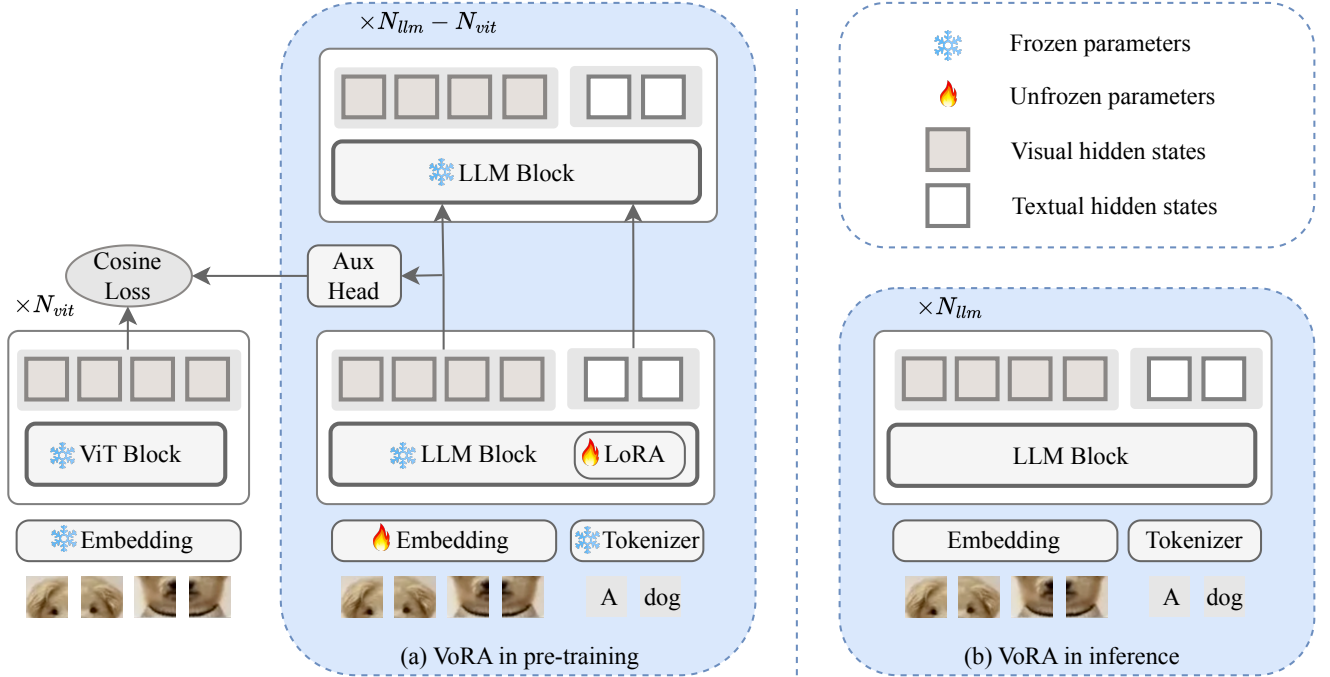 ×N_llm − N_vit
LLM Block
Cosine
Loss
Aux
Head
×N_vit
ViT Block
LLM Block
LoRA
Embedding
Embedding
Tokenizer
A
dog
(a) VoRA in pre-training
Frozen parameters
Unfrozen parameters
Visual hidden states
Textual hidden states
×N_llm
LLM Block
Embedding
Tokenizer
A
dog
(b) VoRA in inference